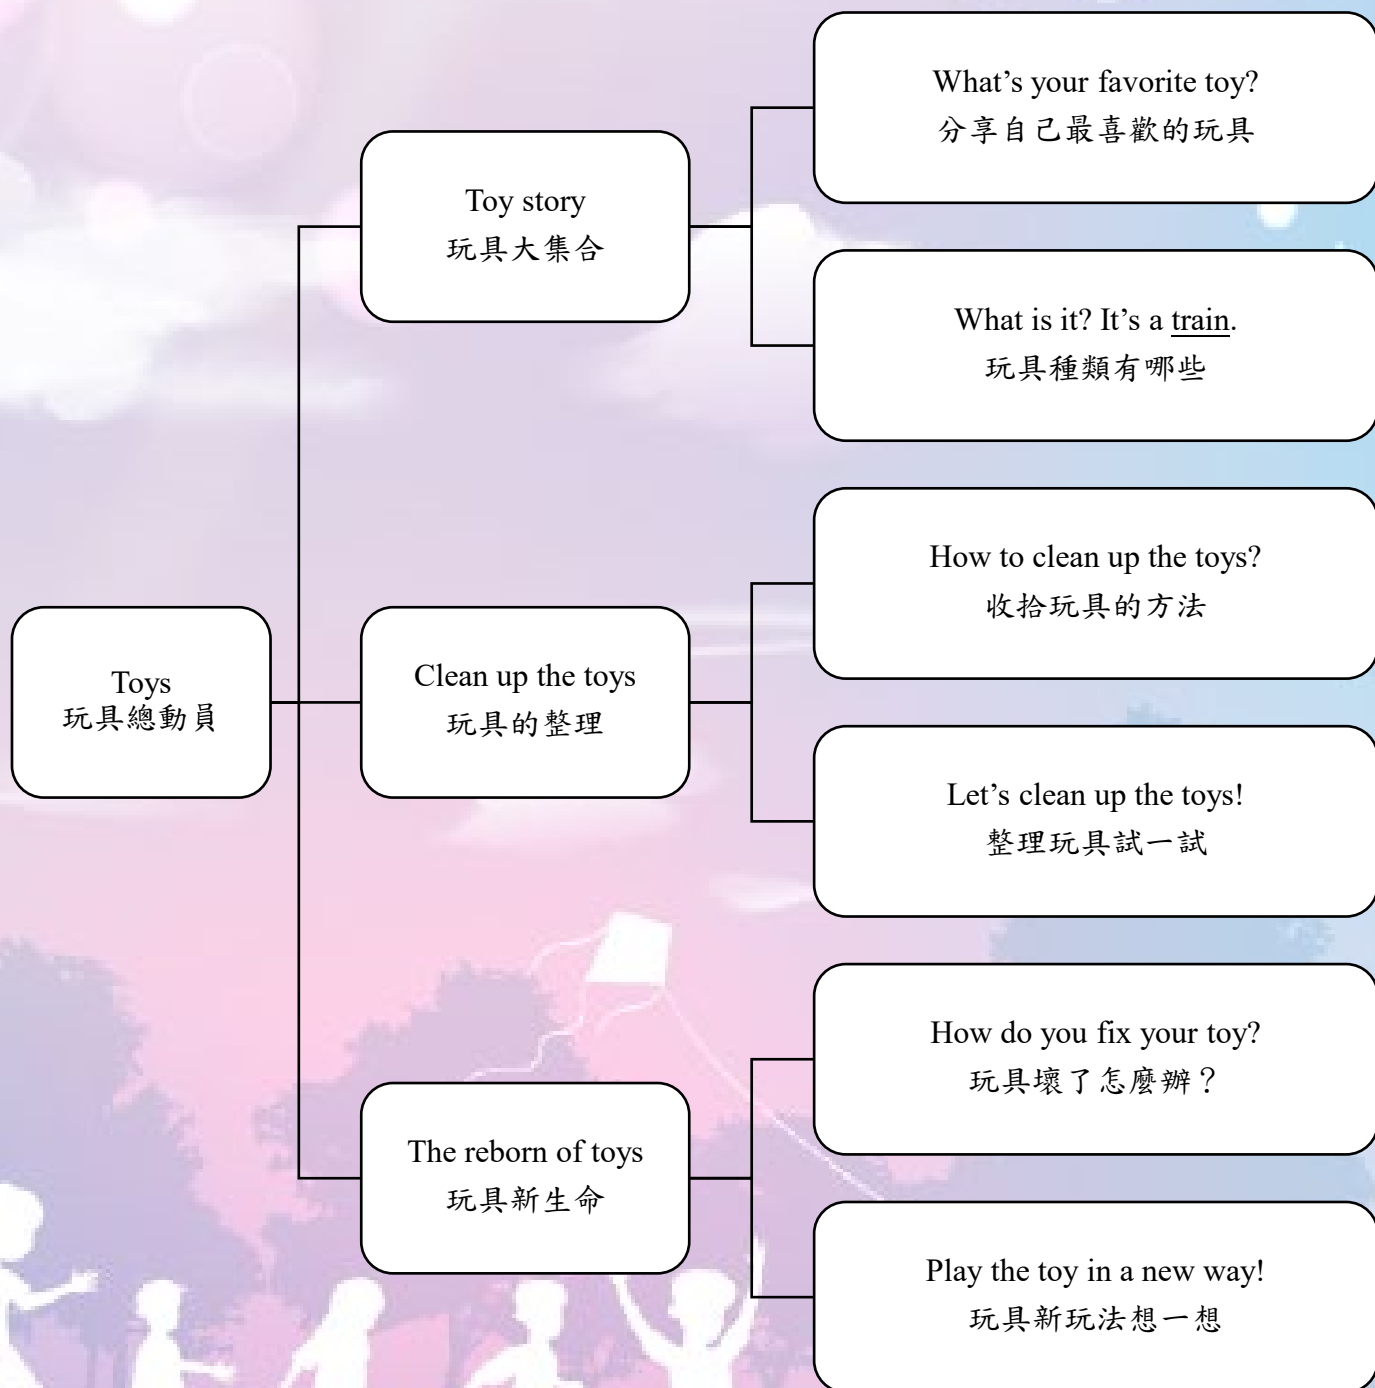 Toys
玩具總動員
Toy story
玩具大集合
What's your favorite toy?
分享自己最喜歡的玩具
What is it? It's a train.
玩具種類有哪些
Clean up the toys
玩具的整理
How to clean up the toys?
收拾玩具的方法
Let's clean up the toys!
整理玩具試一試
The reborn of toys
玩具新生命
How do you fix your toy?
玩具壞了怎麼辦？
Play the toy in a new way!
玩具新玩法想一想